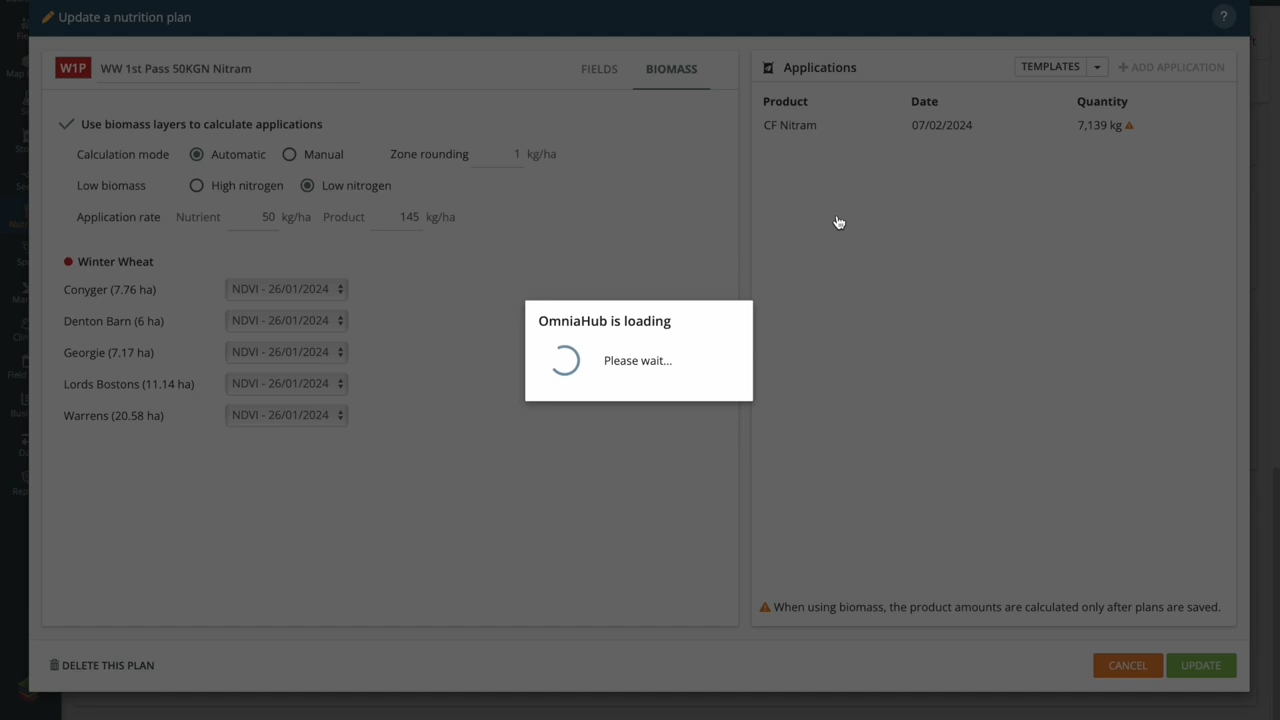 Update a nutrition plan
?
W1P WW 1st Pass 50KGN Nitram
FIELDS BIOMASS
Use biomass layers to calculate applications
Calculation mode Automatic Manual Zone rounding 1 kg/ha
Low biomass High nitrogen Low nitrogen
Application rate Nutrient 50 kg/ha Product 145 kg/ha
Winter Wheat
Conyger (7.76 ha) NDVI - 26/01/2024
Denton Barn (6 ha) NDVI - 26/01/2024
Georgie (7.17 ha) NDVI - 26/01/2024
Lords Bostons (11.14 ha) NDVI - 26/01/2024
Warrens (20.58 ha) NDVI - 26/01/2024
Applications TEMPLATES + ADD APPLICATION
Product Date Quantity
CF Nitram 07/02/2024 7,139 kg
OmniaHub is loading
Please wait...
When using biomass, the product amounts are calculated only after plans are saved.
DELETE THIS PLAN
CANCEL UPDATE